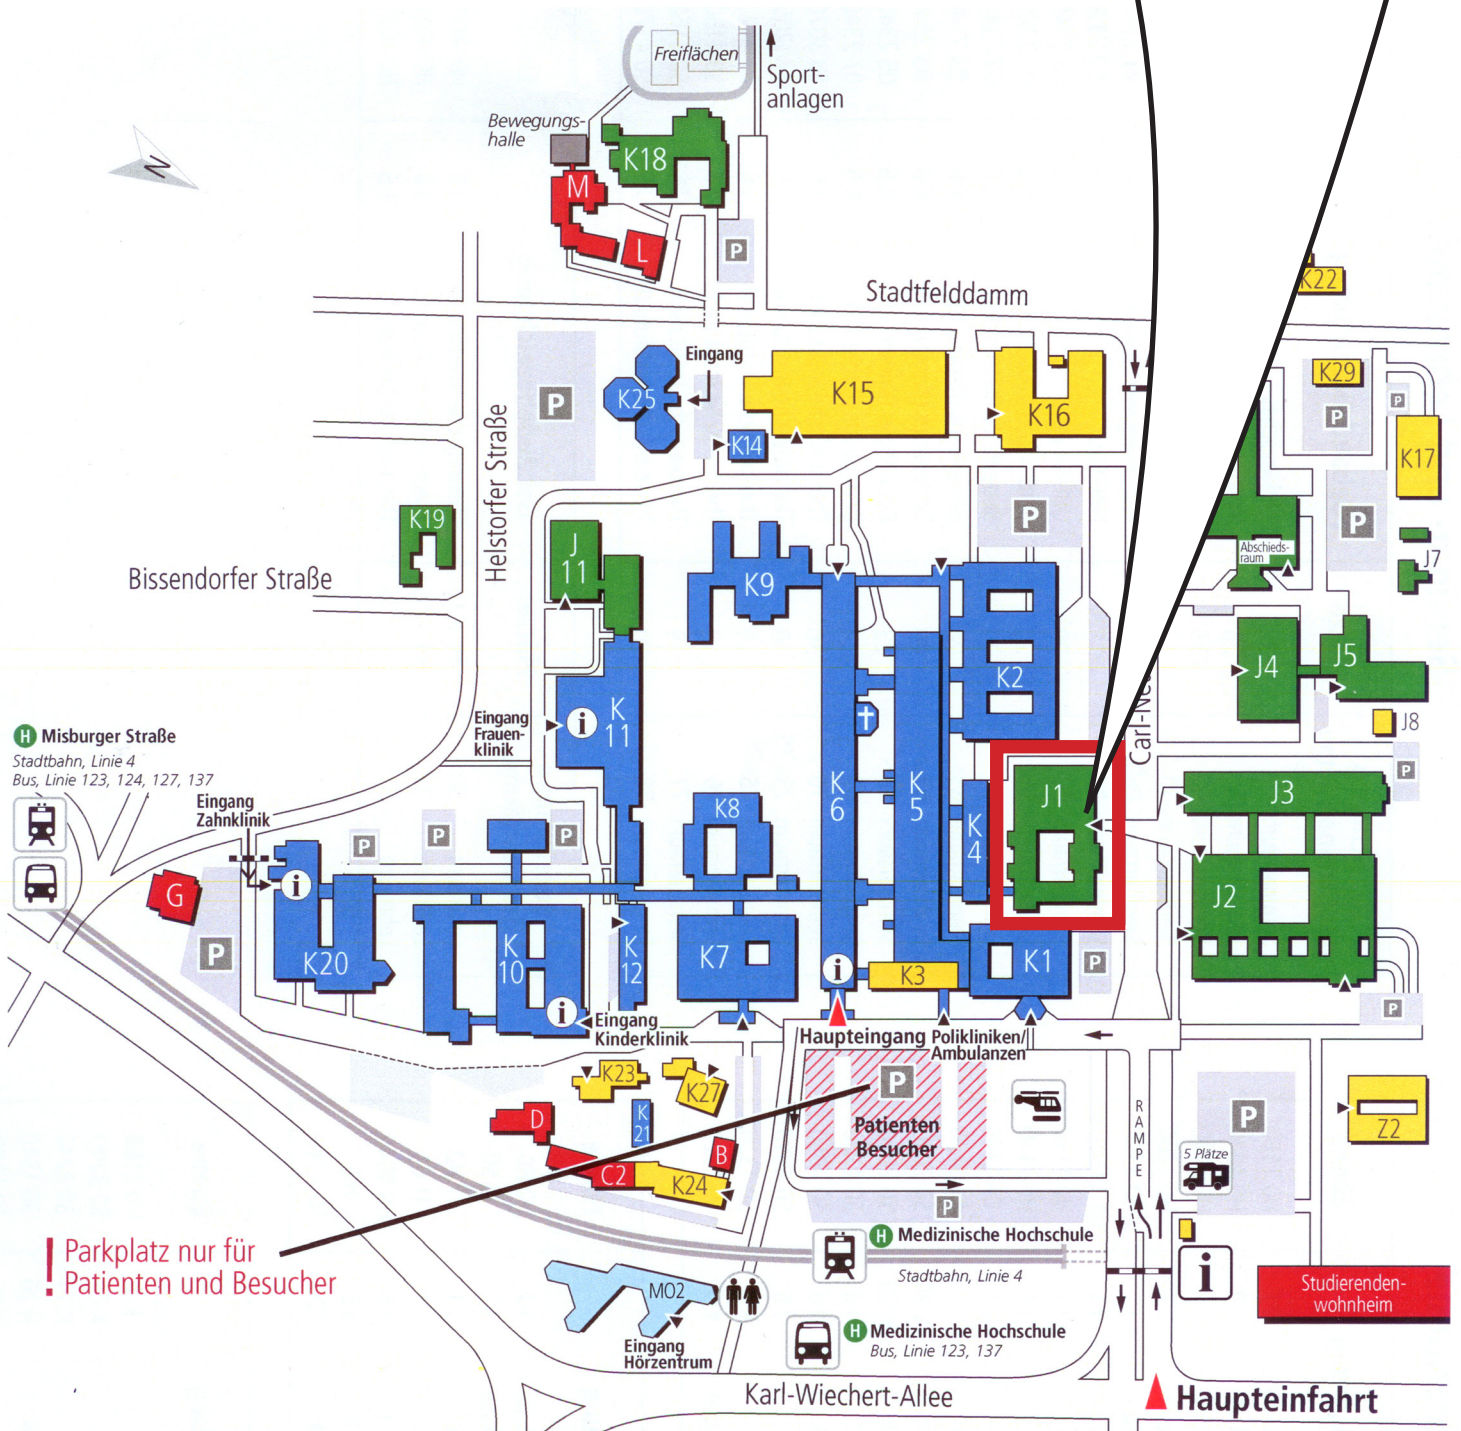 Freiflächen
Sport-
anlagen
Bewegungs-
halle
K18
M
L
P
N
Stadtfelddamm
K22
Eingang
K25
K15
K16
K14
K29
P
P
K17
P
Helstorfer Straße
K19
Bissendorfer Straße
J
11
K9
P
P
Abschieds-
raum
J7
K2
J4
J5
J8
K
11
i
Eingang
Frauen-
klinik
H Misburger Straße
Stadtbahn, Linie 4
Bus, Linie 123, 124, 127, 137
Eingang
Zahnklinik
P
P
P
K8
K
6
K
5
K
4
J1
J3
P
J2
G
P
i
K20
K
10
i
K
12
K7
i
K3
K1
P
P
Eingang
Kinderklinik
Haupteingang
Polikliniken/
Ambulanzen
K23
K27
D
K
21
B
C2
K24
P
Patienten
Besucher
P
RAMPE
P
5 Plätze
Z2
! Parkplatz nur für
Patienten und Besucher
H Medizinische Hochschule
Stadtbahn, Linie 4
i
Studierenden-
wohnheim
MO2
Eingang
Hörzentrum
H Medizinische Hochschule
Bus, Linie 123, 137
Karl-Wiechert-Allee
Haupteinfahrt